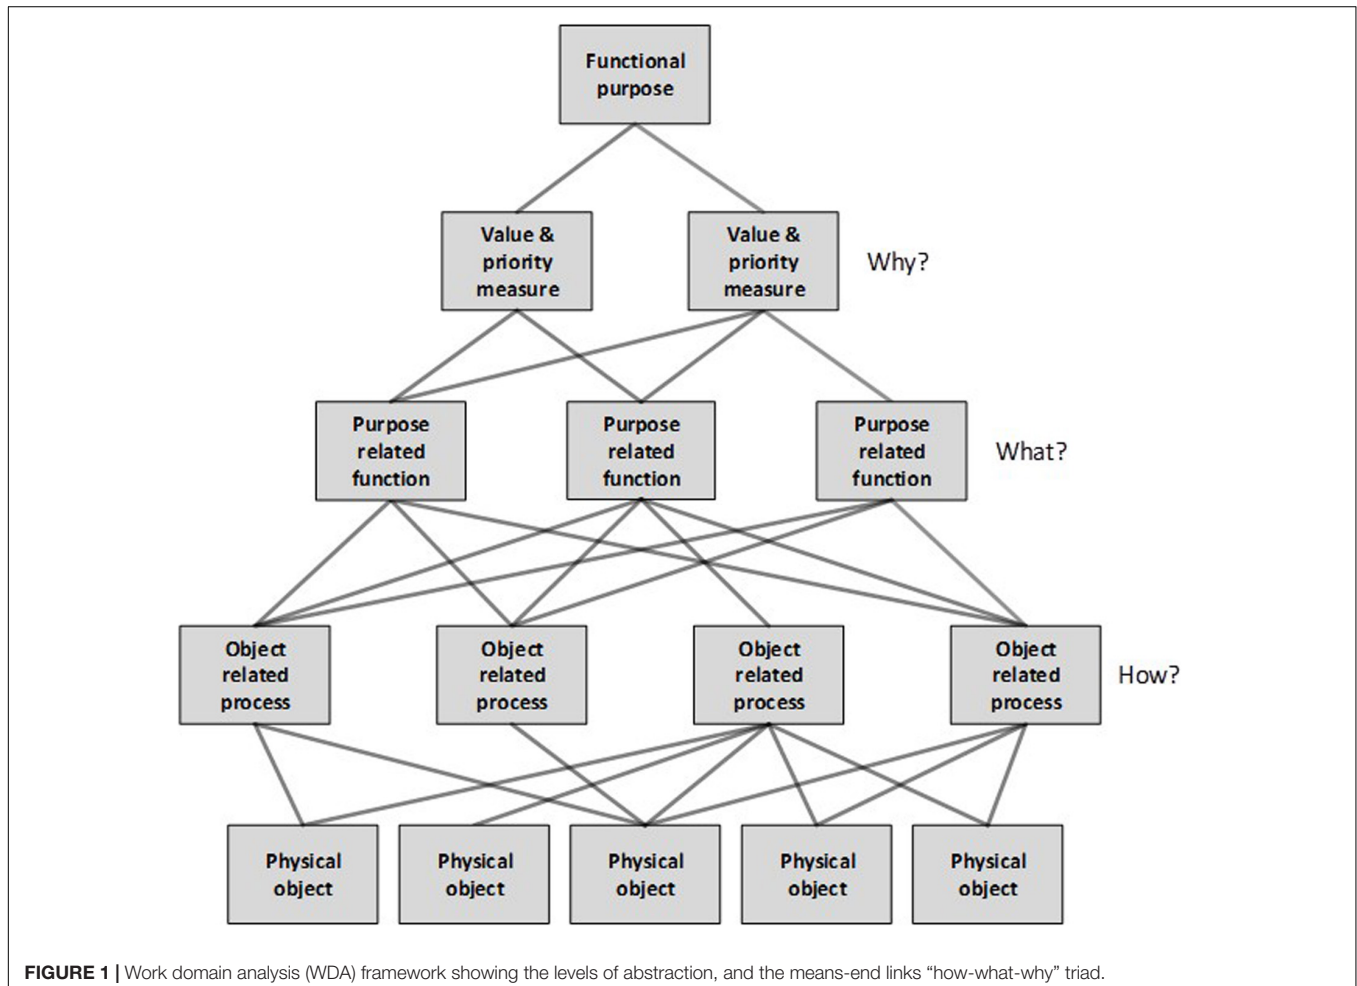 Functional
purpose
Value &
priority
measure
Value &
priority
measure
Why?
Purpose
related
function
Purpose
related
function
Purpose
related
function
What?
Object
related
process
Object
related
process
Object
related
process
Object
related
process
How?
Physical
object
Physical
object
Physical
object
Physical
object
Physical
object
FIGURE 1 | Work domain analysis (WDA) framework showing the levels of abstraction, and the means-end links “how-what-why” triad.